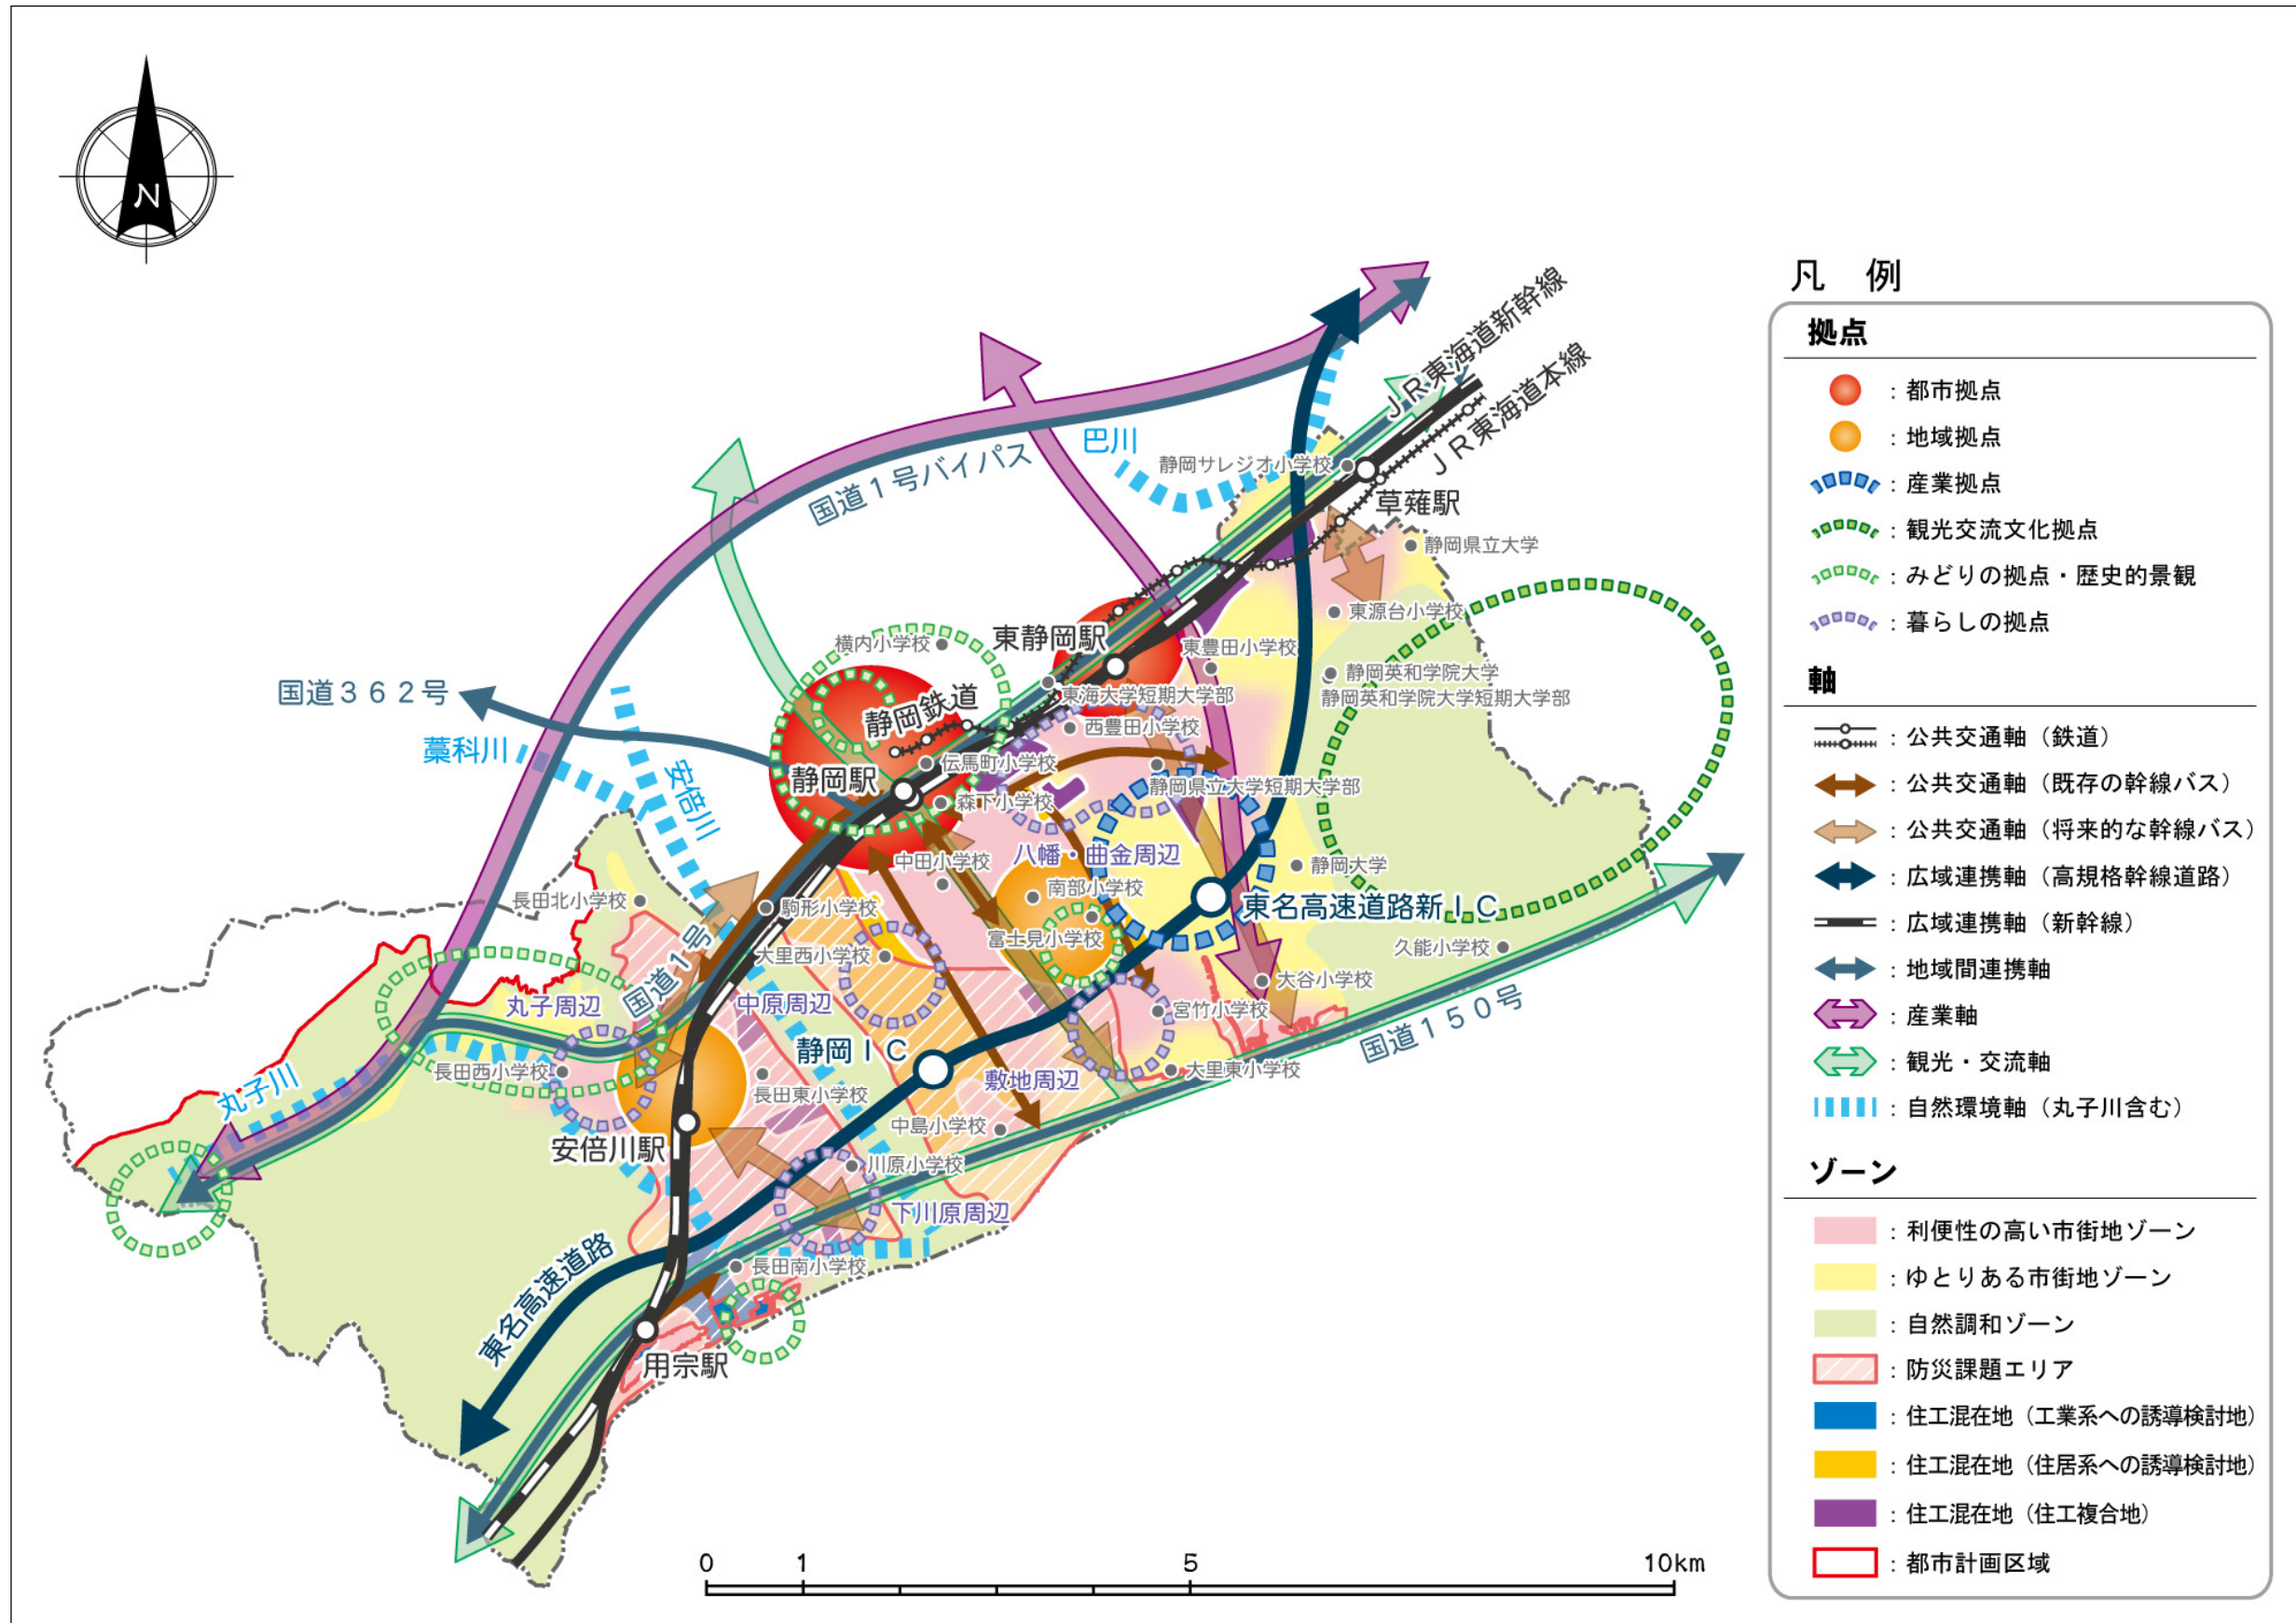 N
JR東海道新幹線
JR東海道本線
国道1号バイパス
巴川
静岡サレジオ小学校
草薙駅
静岡県立大学
東源台小学校
横内小学校
東静岡駅
東豊田小学校
静岡英和学院大学
静岡英和学院大学短期大学部
国道362号
静岡鉄道
東海大学短期大学部
西豊田小学校
藁科川
安倍川
静岡駅
伝馬町小学校
静岡県立大学短期大学部
森下小学校
中田小学校
八幡・曲金周辺
静岡大学
長田北小学校
駒形小学校
南部小学校
東名高速道路新IC
国道1号
大里西小学校
富士見小学校
久能小学校
大谷小学校
丸子周辺
中原周辺
宮竹小学校
国道150号
静岡IC
長田西小学校
大里東小学校
敷地周辺
丸子川
長田東小学校
中島小学校
安倍川駅
川原小学校
下川原周辺
東名高速道路
長田南小学校
用宗駅
0 1 5 10km
凡 例
拠点
：都市拠点
：地域拠点
：産業拠点
：観光交流文化拠点
：みどりの拠点・歴史的景観
：暮らしの拠点
軸
：公共交通軸（鉄道）
：公共交通軸（既存の幹線バス）
：公共交通軸（将来的な幹線バス）
：広域連携軸（高規格幹線道路）
：広域連携軸（新幹線）
：地域間連携軸
：産業軸
：観光・交流軸
：自然環境軸（丸子川含む）
ゾーン
：利便性の高い市街地ゾーン
：ゆとりある市街地ゾーン
：自然調和ゾーン
：防災課題エリア
：住工混在地（工業系への誘導検討地）
：住工混在地（住居系への誘導検討地）
：住工混在地（住工複合地）
：都市計画区域